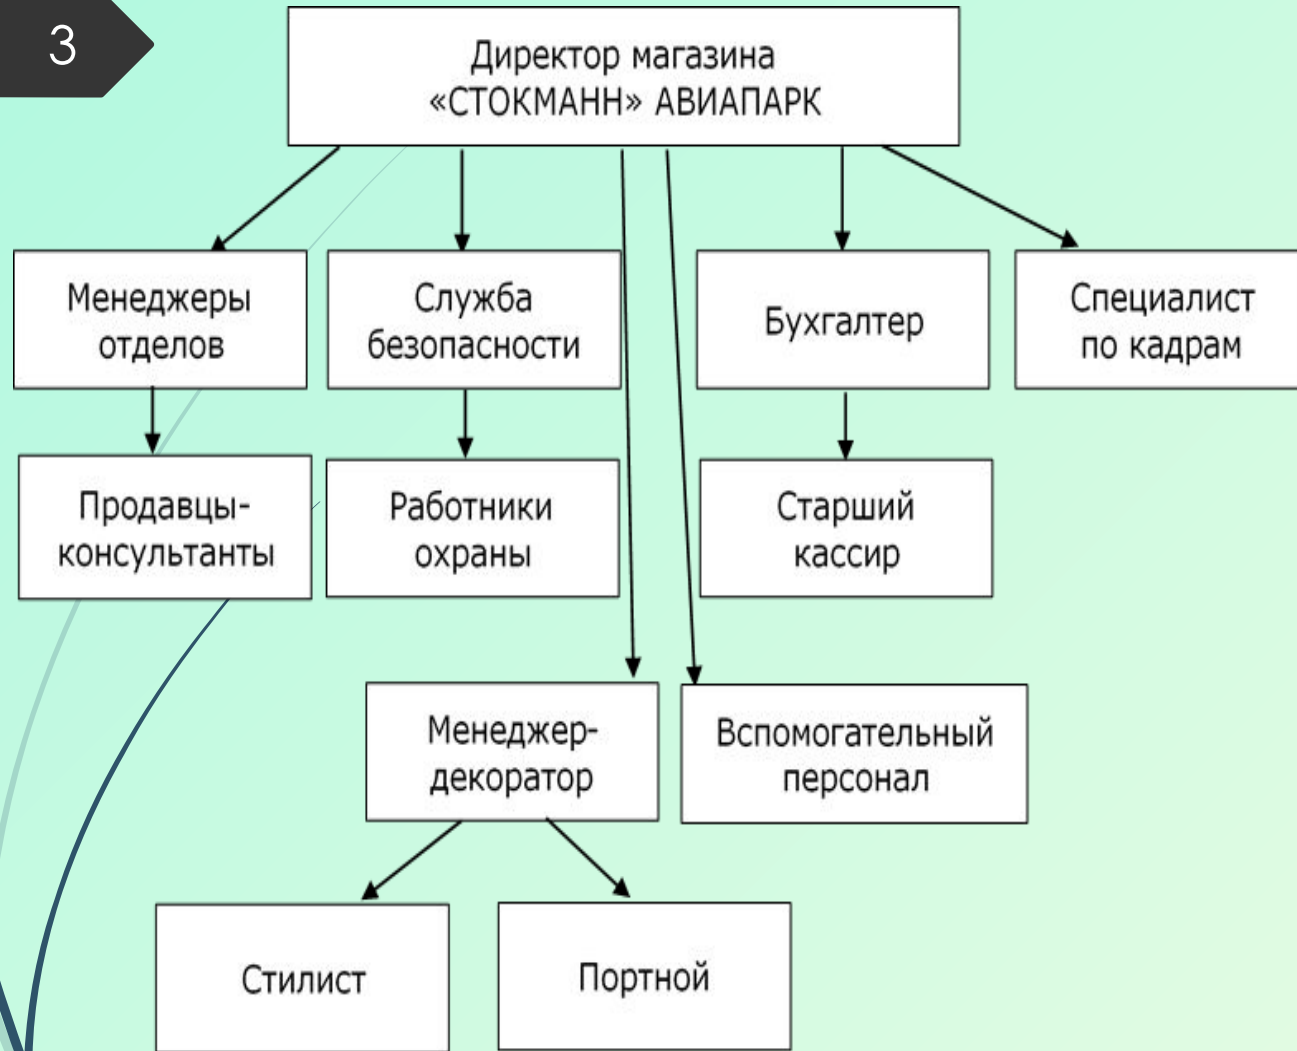 3
Директор магазина
«СТОКМАНН» АВИАПАРК
Менеджеры
отделов
Служба
безопасности
Бухгалтер
Специалист
по кадрам
Продавцы-
консультанты
Работники
охраны
Старший
кассир
Менеджер-
декоратор
Вспомогательный
персонал
Стилист
Портной